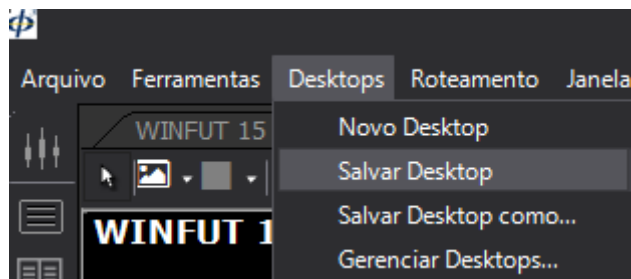 Arquivo Ferramentas Desktops Roteamento Janela
WINFUT 15
Novo Desktop
Salvar Desktop
WINFUT 1
Salvar Desktop como...
Gerenciar Desktops...